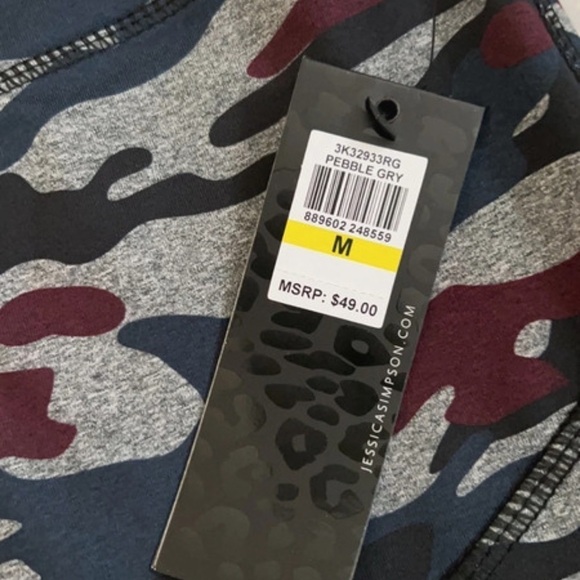 3K32933RG
PEBBLE GRY
889602 248559
M
MSRP: $49.00
JESSICASIMPSON.COM